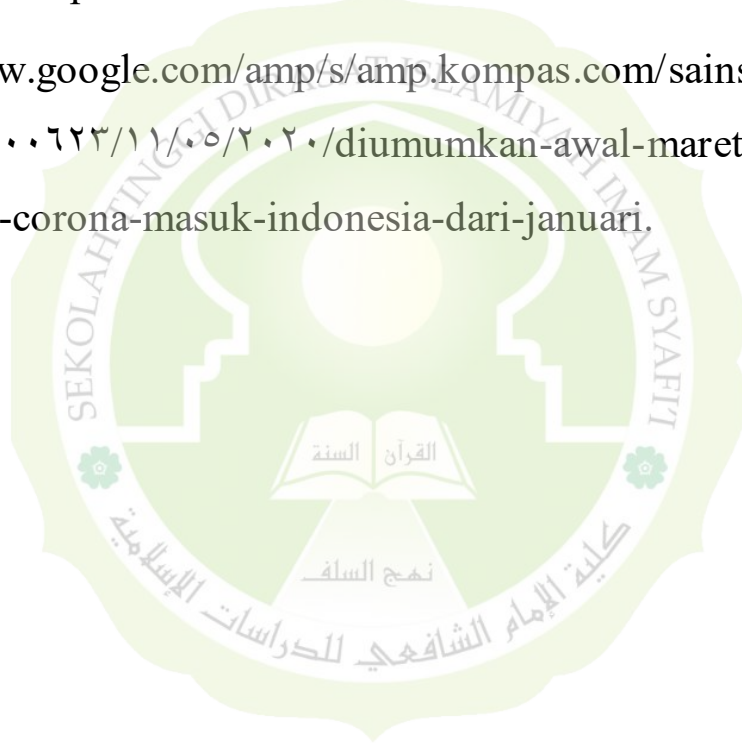 w.google.com/amp/s/amp.kompas.com/sains
٠٠٦٢٣/١١/٠٥/٢٠٢٠/diumumkan-awal-maret
-corona-masuk-indonesia-dari-januari.
SEKOLAH TINGGI DIRASAT ISLAMIYAH IMAM SYAFI'I
القرآن السنة
نهج السلف
كلية الإمام الشافعي للدراسات الإسلامية